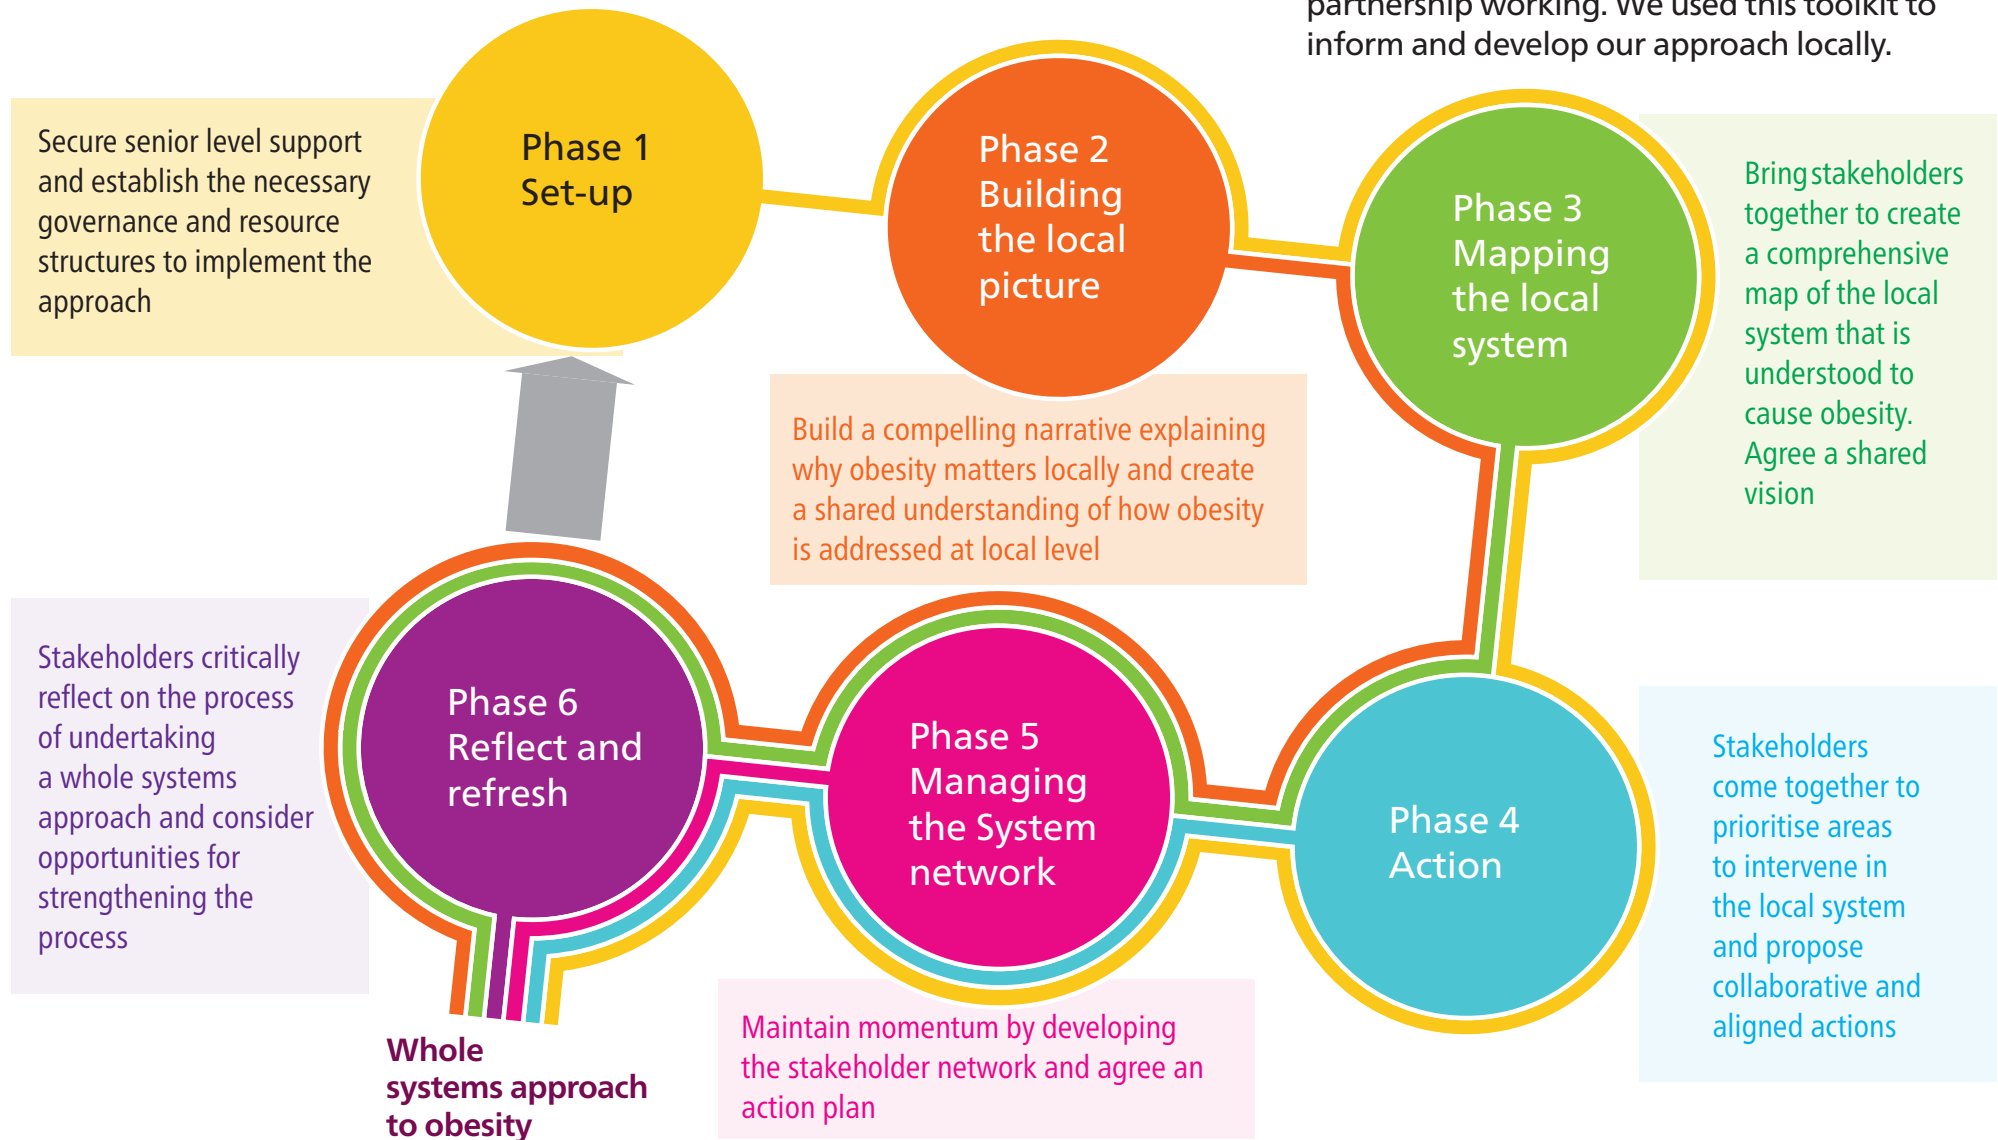 partnership working. We used this toolkit to
inform and develop our approach locally.
Phase 1
Set-up
Secure senior level support
and establish the necessary
governance and resource
structures to implement the
approach
Phase 2
Building
the local
picture
Build a compelling narrative explaining
why obesity matters locally and create
a shared understanding of how obesity
is addressed at local level
Phase 3
Mapping
the local
system
Bring stakeholders
together to create
a comprehensive
map of the local
system that is
understood to
cause obesity.
Agree a shared
vision
Phase 4
Action
Stakeholders
come together to
prioritise areas
to intervene in
the local system
and propose
collaborative and
aligned actions
Phase 5
Managing
the System
network
Maintain momentum by developing
the stakeholder network and agree an
action plan
Phase 6
Reflect and
refresh
Stakeholders critically
reflect on the process
of undertaking
a whole systems
approach and consider
opportunities for
strengthening the
process
Whole
systems approach
to obesity